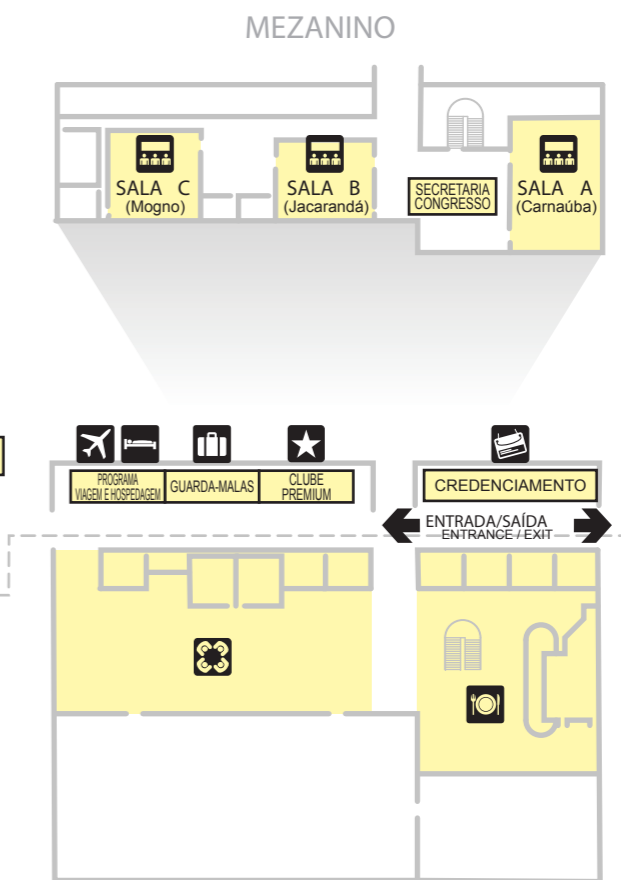 MEZANINO
SALA C
(Mogno)
SALA B
(Jacarandá)
SECRETARIA
CONGRESSO
SALA A
(Carnaúba)
PROGRAMA
VIAGEM E HOSPEDAGEM
GUARDA-MALAS
CLUBE
PREMIUM
CREDENCIAMENTO
ENTRADA/SAÍDA
ENTRANCE / EXIT